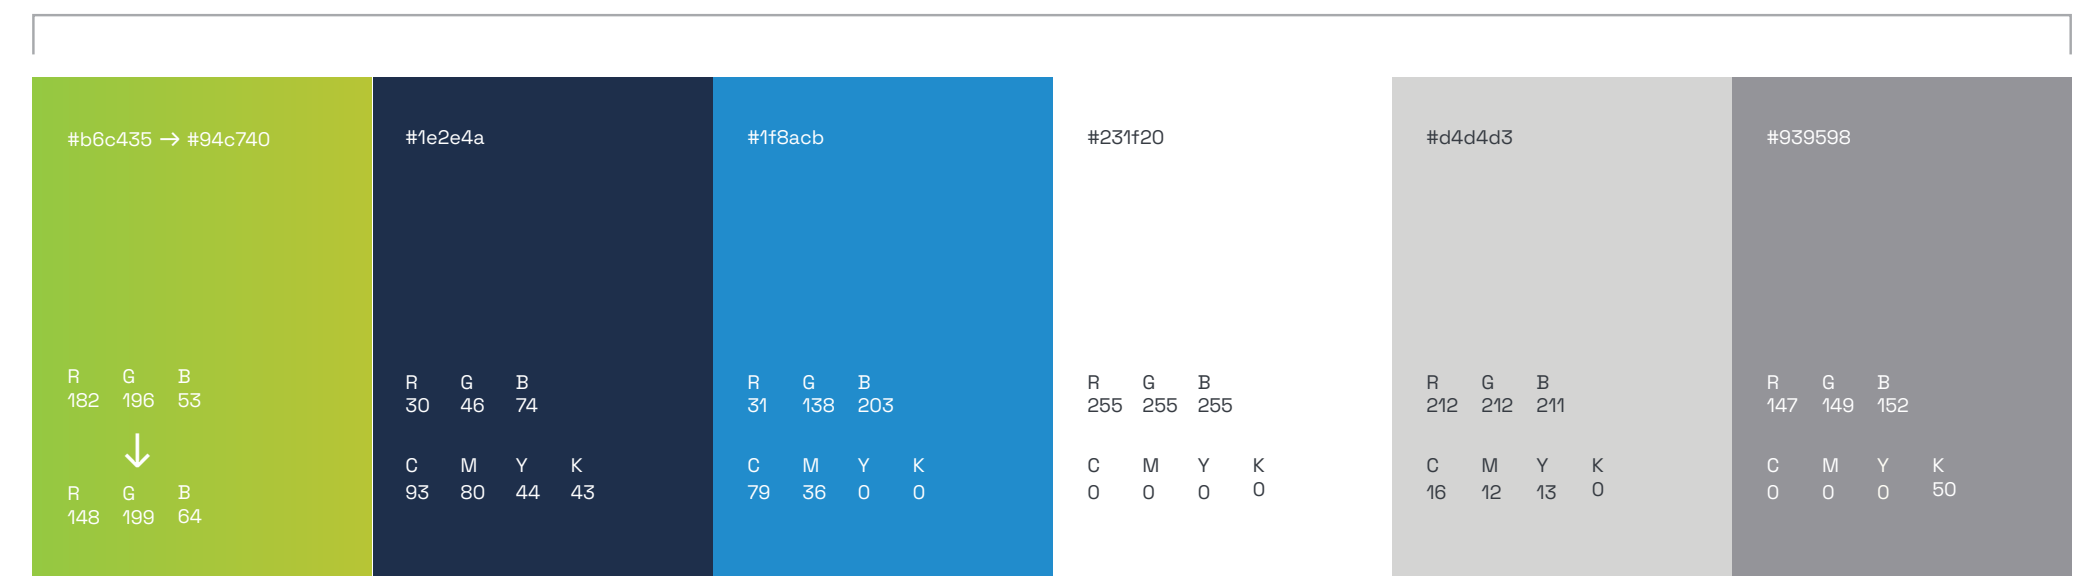 #b6c435 → #94c740
R G B
182 196 53
↓
R G B
148 199 64
#1e2e4a
R G B
30 46 74
C M Y K
93 80 44 43
#1f8acb
R G B
31 138 203
C M Y K
79 36 0 0
#231f20
R G B
255 255 255
C M Y K
0 0 0 0
#d4d4d3
R G B
212 212 211
C M Y K
16 12 13 0
#939598
R G B
147 149 152
C M Y K
0 0 0 50